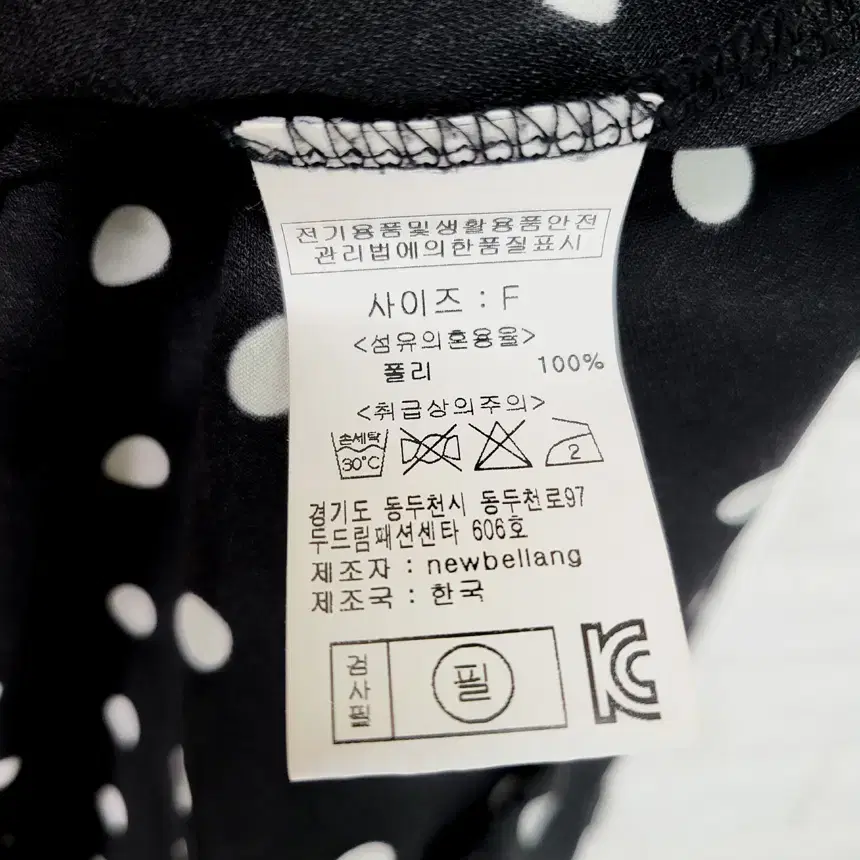 전기용품및생활용품안전
관리법에의한품질표시
사이즈 : F
<섬유의혼용율>
폴리 100%
<취급상의주의>
손세탁
30°C
2
경기도 동두천시 동두천로97
두드림패션센타 606호
제조자 : newbellang
제조국 : 한국
검사필
필
KC